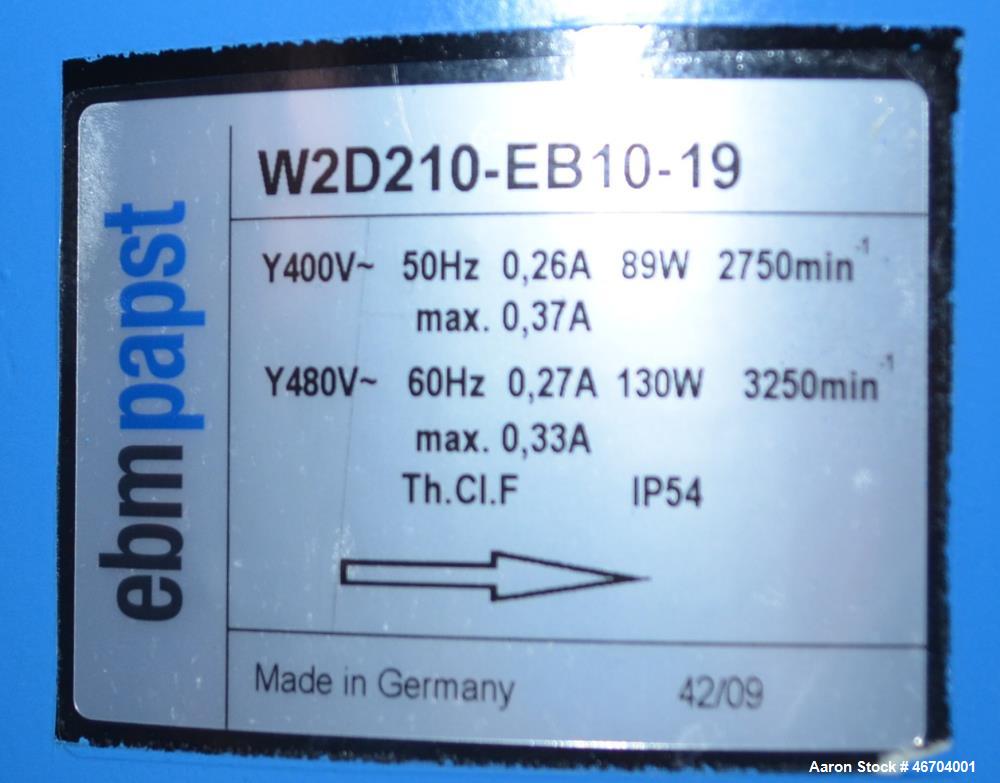 ebmpapst
W2D210-EB10-19
Y400V~ 50Hz 0,26A 89W 2750min⁻¹
max. 0,37A
Y480V~ 60Hz 0,27A 130W 3250min⁻¹
max. 0,33A
Th.Cl.F IP54
Made in Germany 42/09
Aaron Stock # 46704001